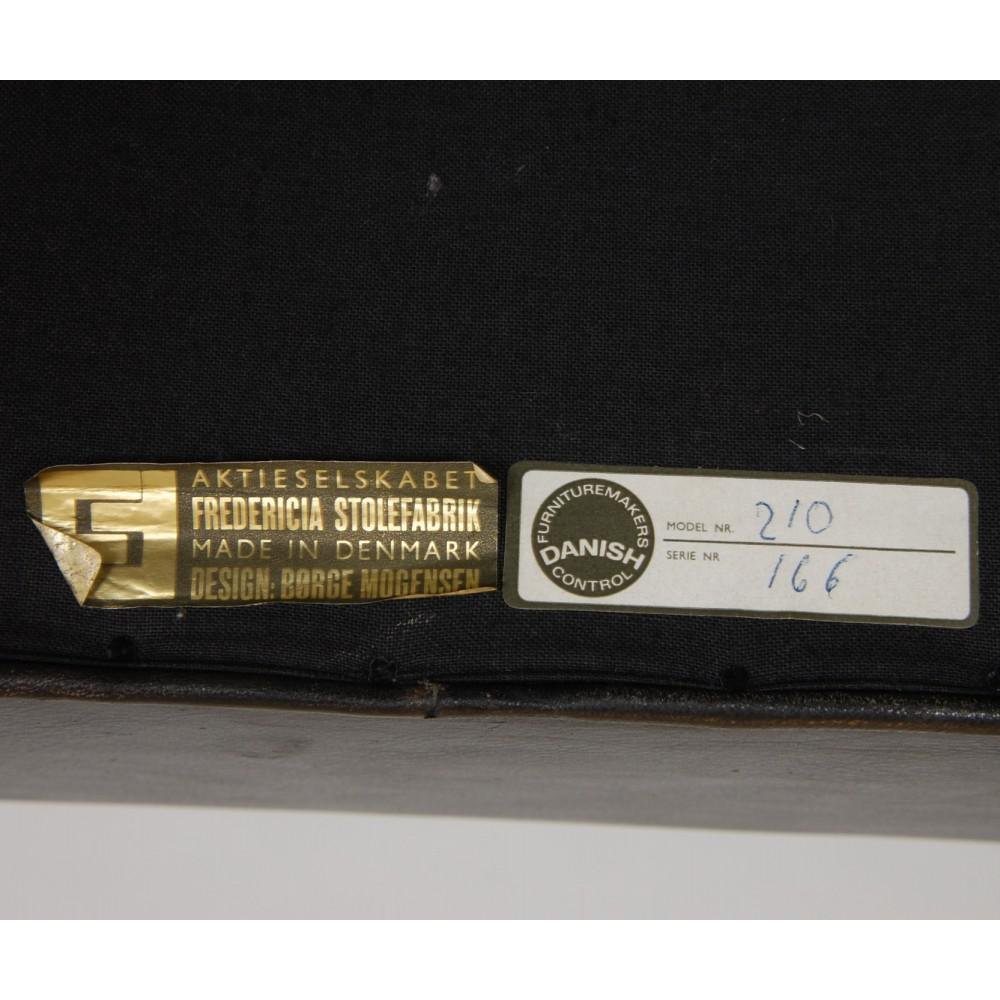 AKTIESELSKABET
FREDERICIA STOLEFABRIK
MADE IN DENMARK
DESIGN: BØRGE MOGENSEN
FURNITUREMAKERS
DANISH
CONTROL
MODEL NR. 210
SERIE NR 166